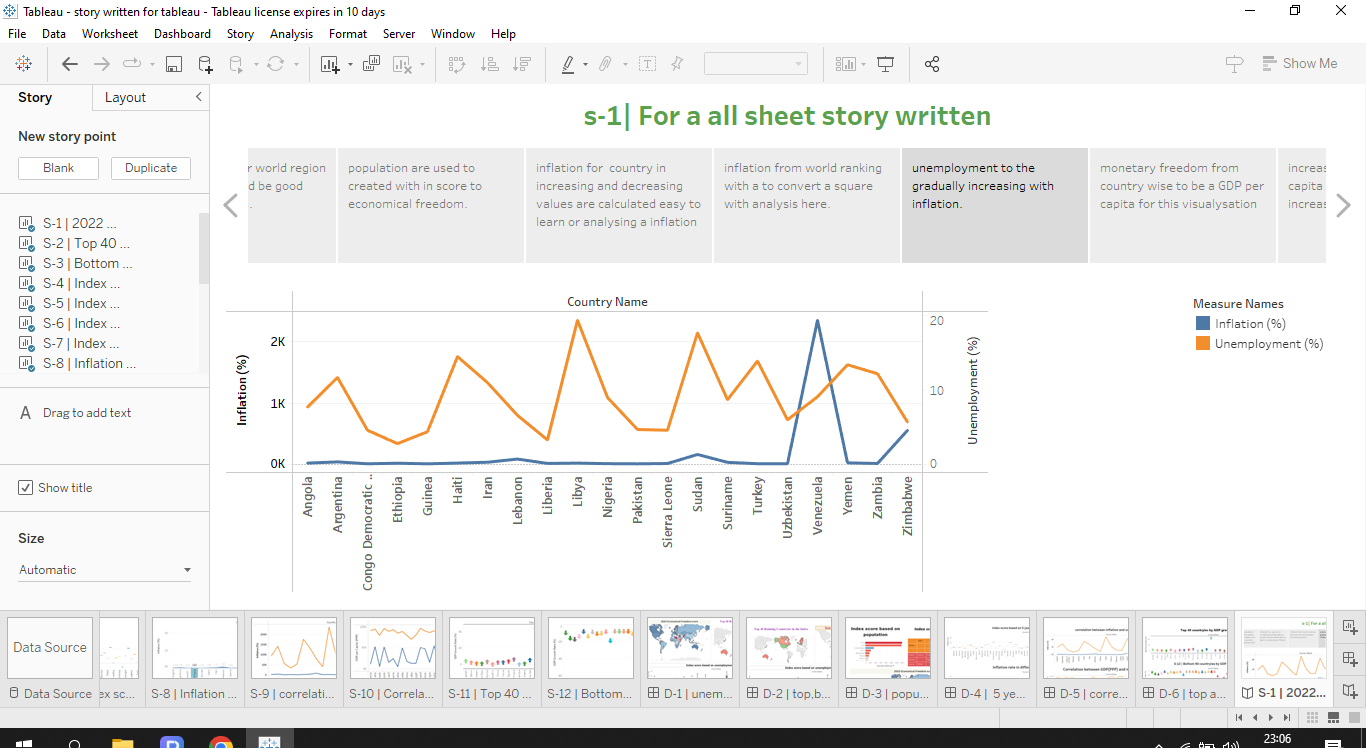 Tableau - story written for tableau - Tableau license expires in 10 days
File Data Worksheet Dashboard Story Analysis Format Server Window Help
Show Me
Story Layout
New story point
Blank Duplicate
S-1 | 2022 ...
S-2 | Top 40 ...
S-3 | Bottom ...
S-4 | Index ...
S-5 | Index ...
S-6 | Index ...
S-7 | Index ...
S-8 | Inflation ...
A Drag to add text
Show title
Size
Automatic
s-1| For a all sheet story written
r world region
d be good
.
population are used to
created with in score to
economical freedom.
inflation for country in
increasing and decreasing
values are calculated easy to
learn or analysing a inflation
inflation from world ranking
with a to convert a square
with analysis here.
unemployment to the
gradually increasing with
inflation.
monetary freedom from
country wise to be a GDP per
capita for this visualysation
increas
capita
increas
Country Name
Inflation (%)
2K
1K
0K
20
10
0
Unemployment (%)
Angola
Argentina
Congo Democratic ..
Ethiopia
Guinea
Haiti
Iran
Lebanon
Liberia
Libya
Nigeria
Pakistan
Sierra Leone
Sudan
Suriname
Turkey
Uzbekistan
Venezuela
Yemen
Zambia
Zimbabwe
Measure Names
Inflation (%)
Unemployment (%)
Data Source
Index score based on
population
s-1| For a all
Data Source
ex sc...
S-8 | Inflation ...
S-9 | correlati...
S-10 | Correla...
S-11 | Top 40 ...
S-12 | Bottom...
D-1 | unem...
D-2 | top,b...
D-3 | popu...
D-4 | 5 ye...
D-5 | corre...
D-6 | top a...
S-1 | 2022...
23:06